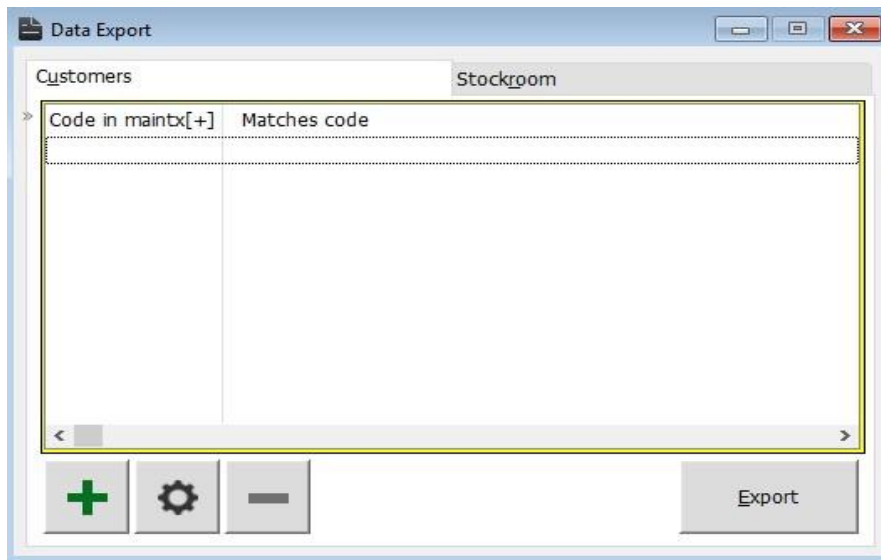 Data Export
Customers
Stockroom
Code in maintx[+] Matches code
Export